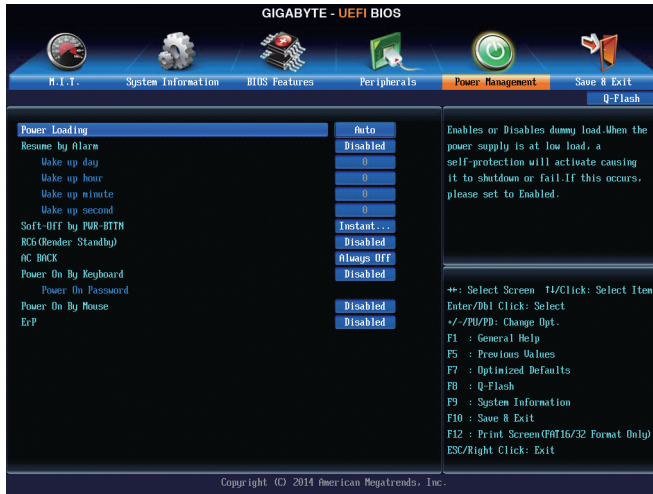 GIGABYTE - UEFI BIOS
M.I.T. System Information BIOS Features Peripherals Power Management Save & Exit
Q-Flash
Power Loading Auto
Resume by Alarm Disabled
Wake up day 0
Wake up hour 0
Wake up minute 0
Wake up second 0
Soft-Off by PWR-BTTN Instant...
RC6(Render Standby) Disabled
AC BACK Always Off
Power On By Keyboard Disabled
Power On Password
Power On By Mouse Disabled
ErP Disabled
Enables or Disables dummy load.When the
power supply is at low load, a
self-protection will activate causing
it to shutdown or fail.If this occurs,
please set to Enabled.
→←: Select Screen ↑↓/Click: Select Item
Enter/Dbl Click: Select
+/-/PU/PD: Change Opt.
F1 : General Help
F5 : Previous Values
F7 : Optimized Defaults
F8 : Q-Flash
F9 : System Information
F10 : Save & Exit
F12 : Print Screen(FAT16/32 Format Only)
ESC/Right Click: Exit
Copyright (C) 2014 American Megatrends, Inc.